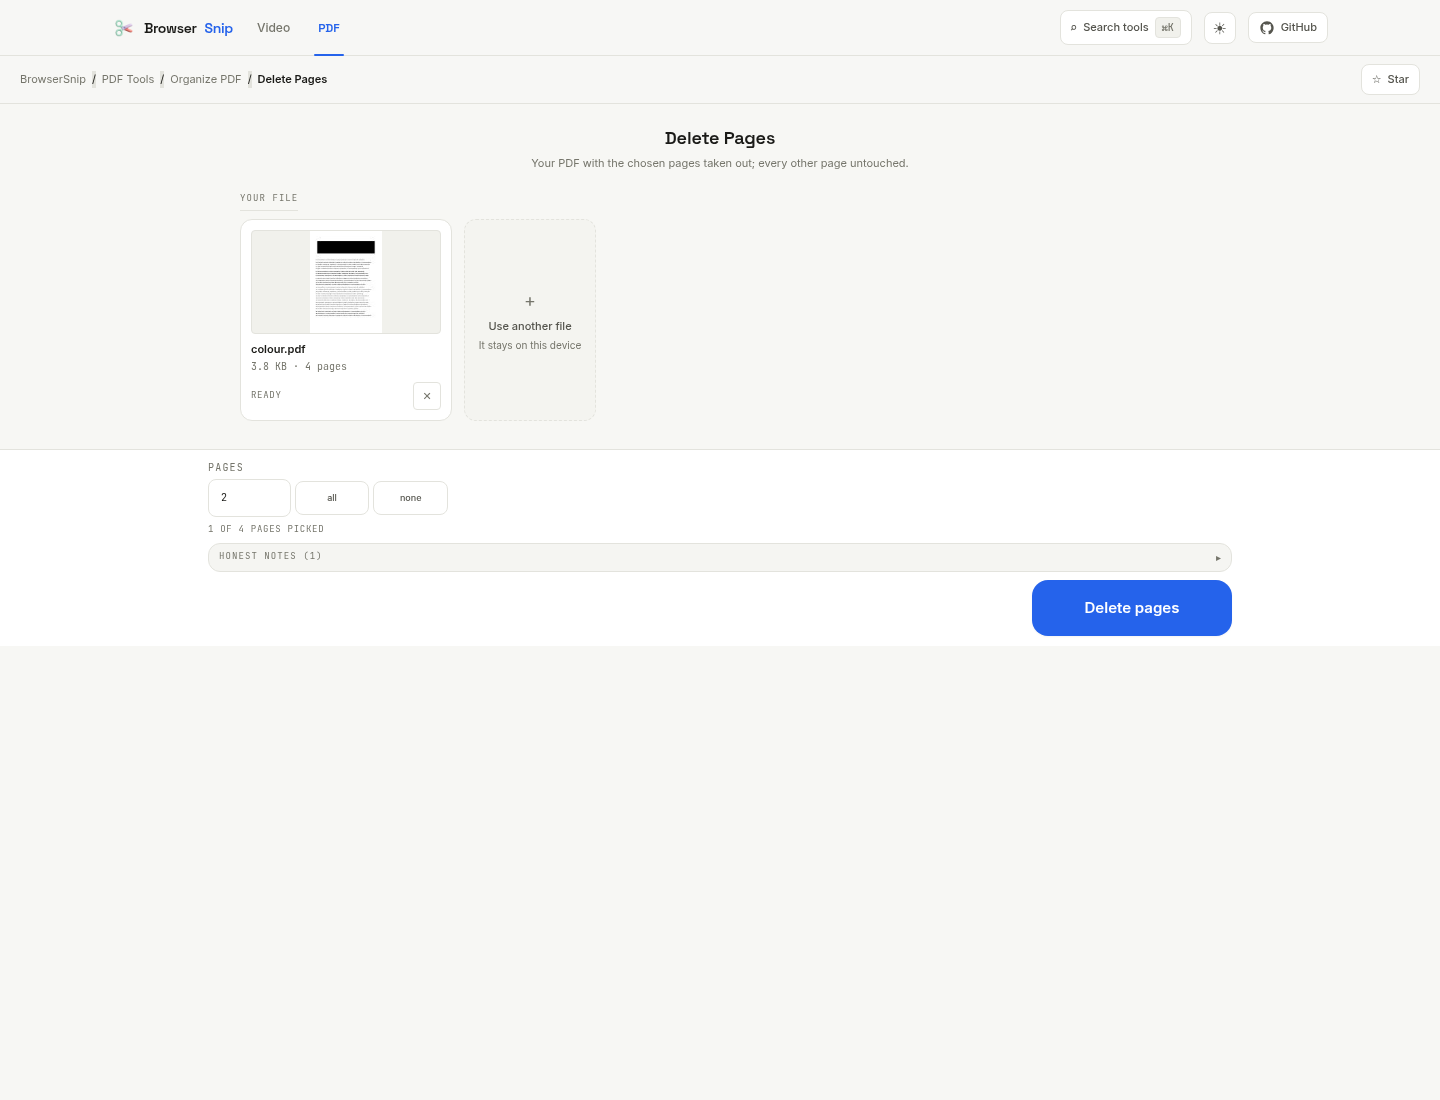 Browser Snip Video PDF Search tools ⌘K GitHub
BrowserSnip / PDF Tools / Organize PDF / Delete Pages
☆ Star
Delete Pages
Your PDF with the chosen pages taken out; every other page untouched.
YOUR FILE
colour.pdf
3.8 KB · 4 pages
READY
×
+
Use another file
It stays on this device
PAGES
2 all none
1 OF 4 PAGES PICKED
HONEST NOTES (1)
Delete pages